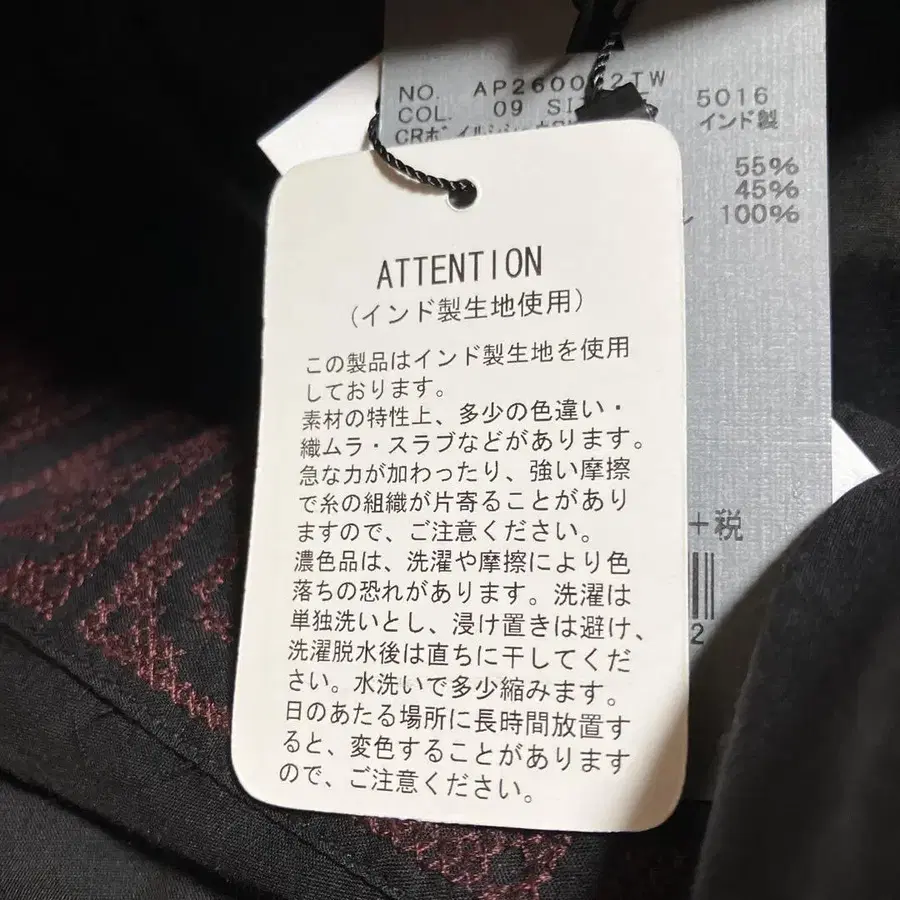 NO. AP2600 2TW
COL. 09 5016
CRボイル インド製
55%
45%
100%
ATTENTION
(インド製生地使用)
この製品はインド製生地を使用
しております。
素材の特性上、多少の色違い・
織ムラ・スラブなどがあります。
急な力が加わったり、強い摩擦
で糸の組織が片寄ることがあり
ますので、ご注意ください。
濃色品は、洗濯や摩擦により色
落ちの恐れがあります。洗濯は
単独洗いとし、浸け置きは避け、
洗濯脱水後は直ちに干してくだ
さい。水洗いで多少縮みます。
日のあたる場所に長時間放置す
ると、変色することがあります
ので、ご注意ください。
+税
2